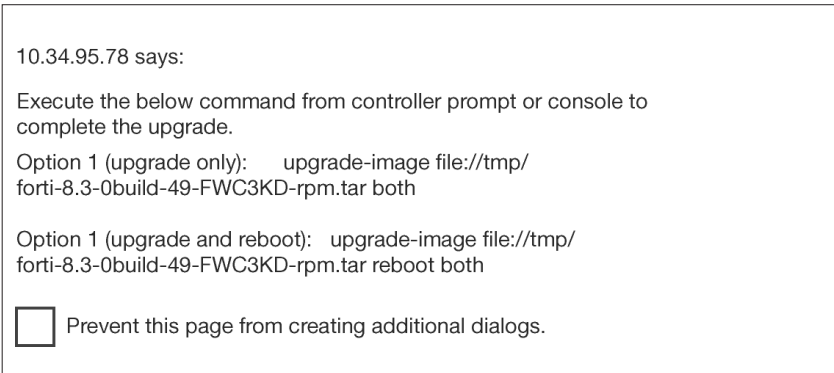 10.34.95.78 says:
Execute the below command from controller prompt or console to
complete the upgrade.
Option 1 (upgrade only): upgrade-image file://tmp/
forti-8.3-0build-49-FWC3KD-rpm.tar both
Option 1 (upgrade and reboot): upgrade-image file://tmp/
forti-8.3-0build-49-FWC3KD-rpm.tar reboot both
Prevent this page from creating additional dialogs.